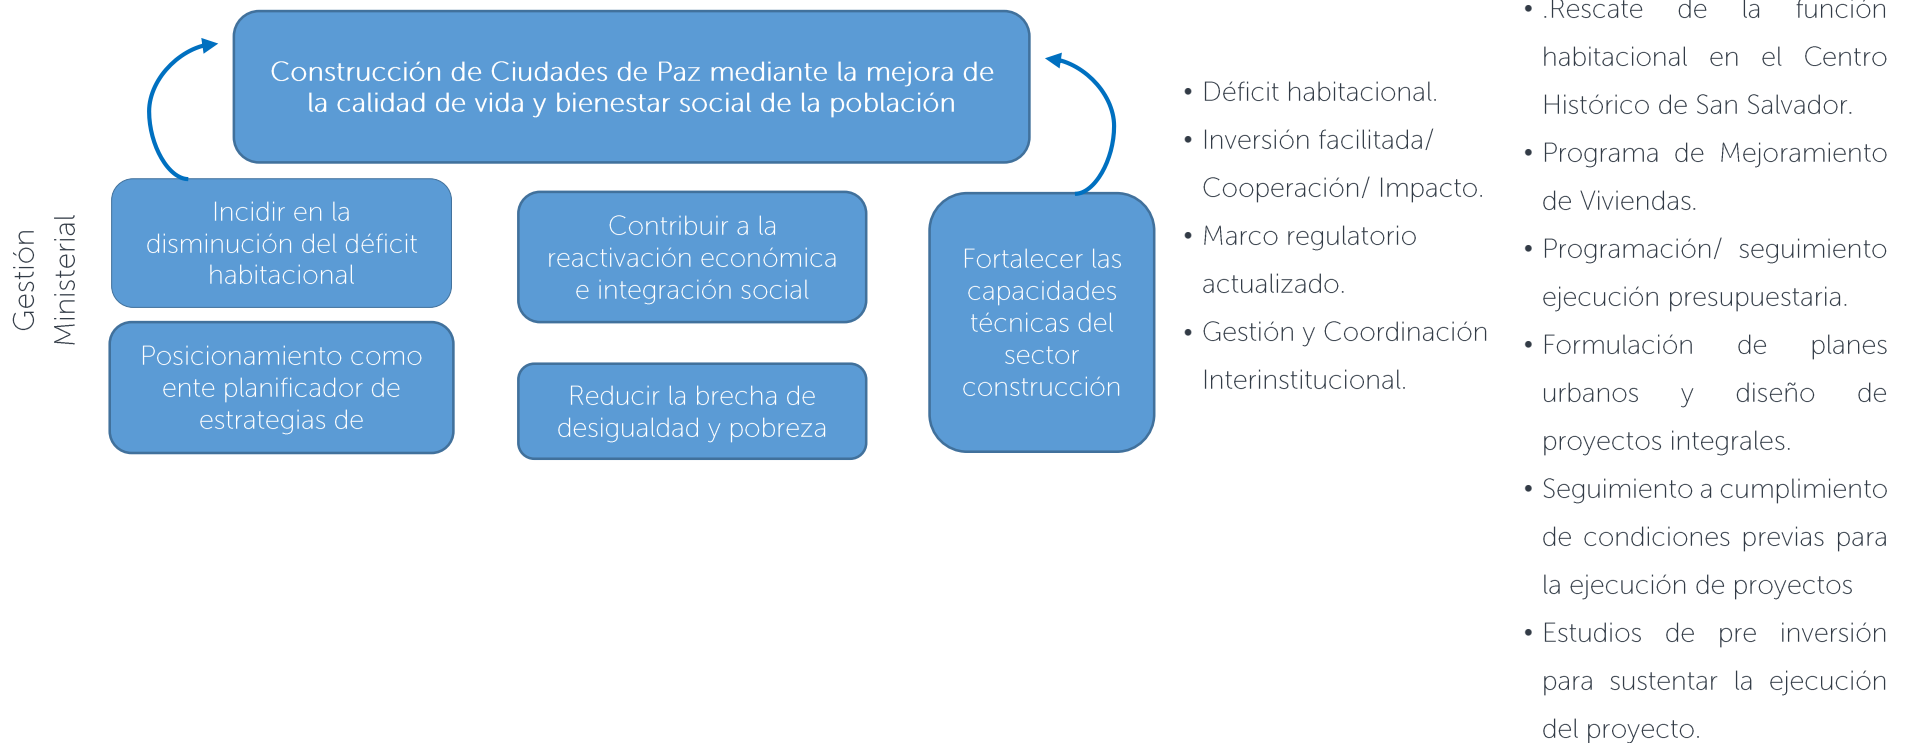 Construcción de Ciudades de Paz mediante la mejora de
la calidad de vida y bienestar social de la población
Gestión
Ministerial
Incidir en la
disminución del déficit
habitacional
Posicionamiento como
ente planificador de
estrategias de
Contribuir a la
reactivación económica
e integración social
Reducir la brecha de
desigualdad y pobreza
Fortalecer las
capacidades
técnicas del
sector
construcción
• Déficit habitacional.
• Inversión facilitada/
Cooperación/ Impacto.
• Marco regulatorio
actualizado.
• Gestión y Coordinación
Interinstitucional.
• .Rescate de la función
habitacional en el Centro
Histórico de San Salvador.
• Programa de Mejoramiento
de Viviendas.
• Programación/ seguimiento
ejecución presupuestaria.
• Formulación de planes
urbanos y diseño de
proyectos integrales.
• Seguimiento a cumplimiento
de condiciones previas para
la ejecución de proyectos
• Estudios de pre inversión
para sustentar la ejecución
del proyecto.